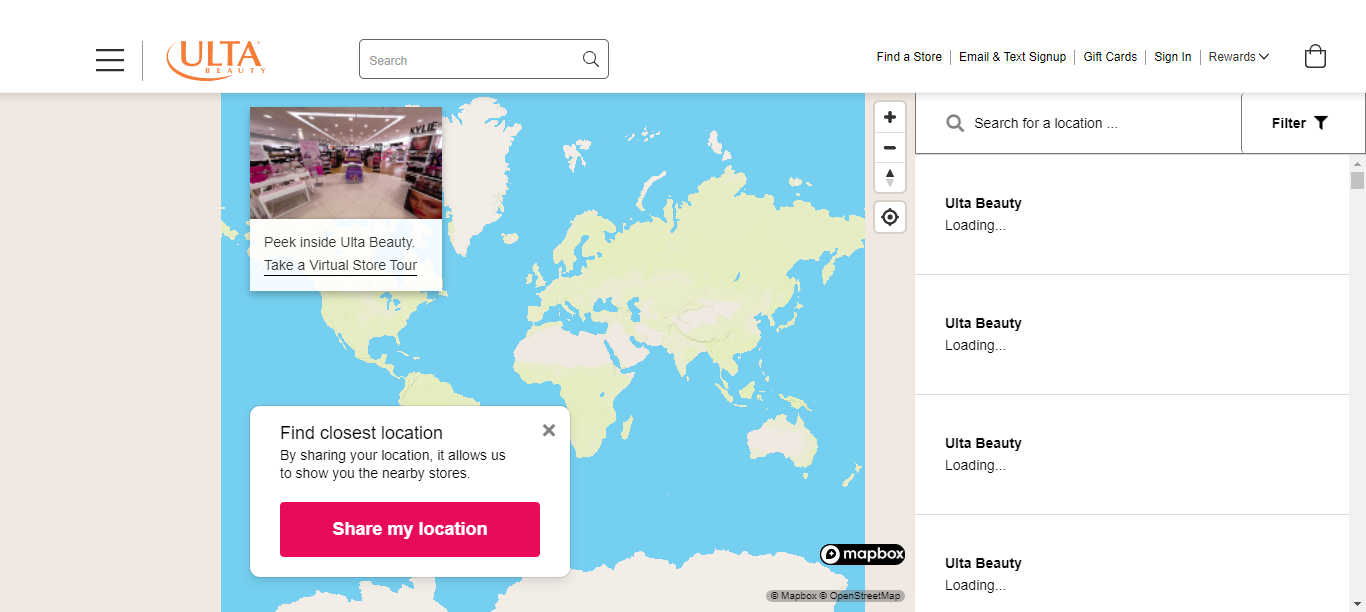 ULTA
BEAUTY
Search
Find a Store
Email & Text Signup
Gift Cards
Sign In
Rewards
KYLIE
Peek inside Ulta Beauty.
Take a Virtual Store Tour
Find closest location
By sharing your location, it allows us
to show you the nearby stores.
Share my location
mapbox
© Mapbox © OpenStreetMap
Search for a location ...
Filter
Ulta Beauty
Loading...
Ulta Beauty
Loading...
Ulta Beauty
Loading...
Ulta Beauty
Loading...